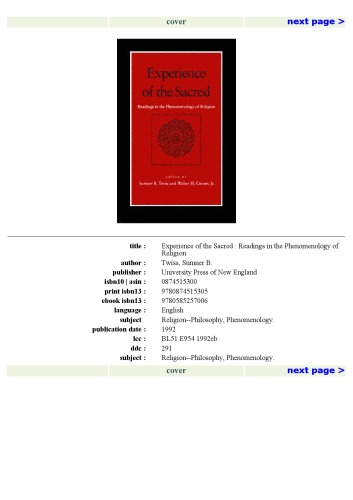 cover next page >
Experience
of the Sacred
Readings in the Phenomenology of Religion
edited by
Sumner B. Twiss and Walter H. Conser, Jr.
title : Experience of the Sacred : Readings in the Phenomenology of
Religion
author : Twiss, Sumner B.
publisher : University Press of New England
isbn10 | asin : 0874515300
print isbn13 : 9780874515305
ebook isbn13 : 9780585257006
language : English
subject Religion--Philosophy, Phenomenology.
publication date : 1992
lcc : BL51.E954 1992eb
ddc : 291
subject : Religion--Philosophy, Phenomenology.
cover next page >